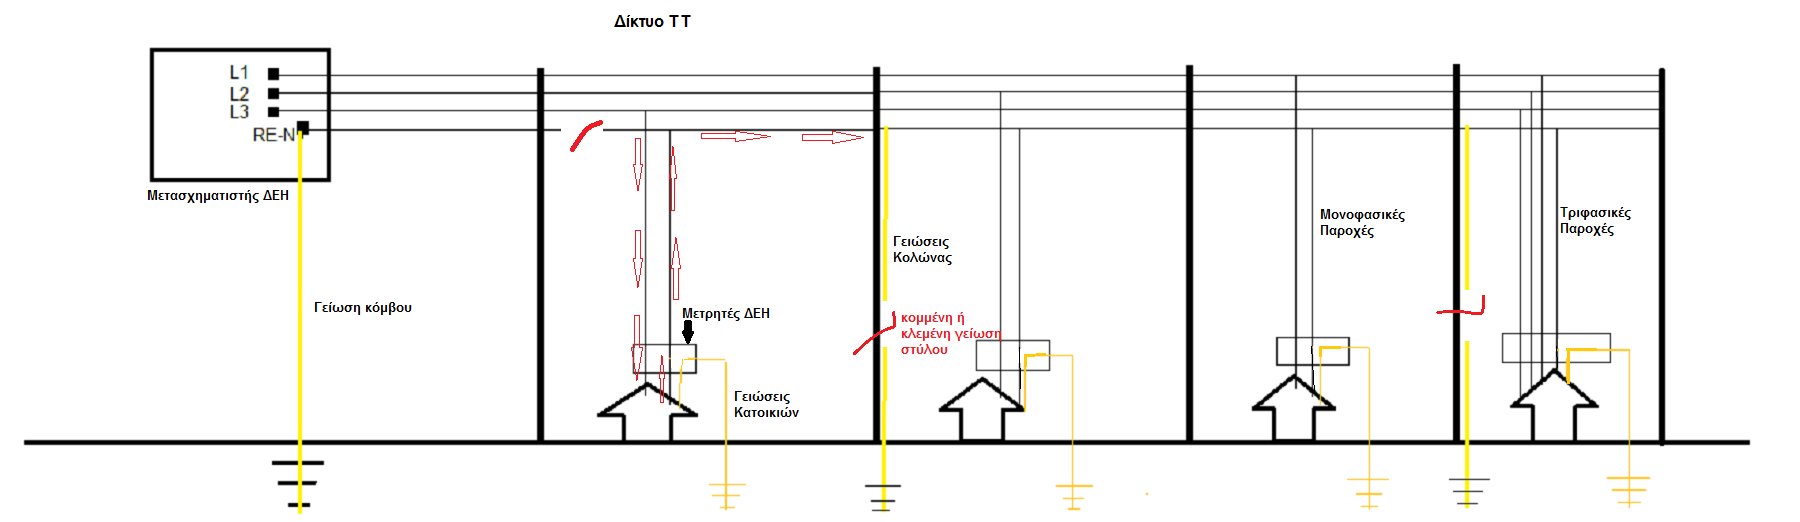 Δίκτυο ΤΤ
L1
L2
L3
RE-N
Μετασχηματιστής ΔΕΗ
Γείωση κόμβου
Μετρητές ΔΕΗ
Γειώσεις
Κατοικιών
Γειώσεις
Κολώνας
κομμένη ή
κλεμένη γείωση
στύλου
Μονοφασικές
Παροχές
Τριφασικές
Παροχές